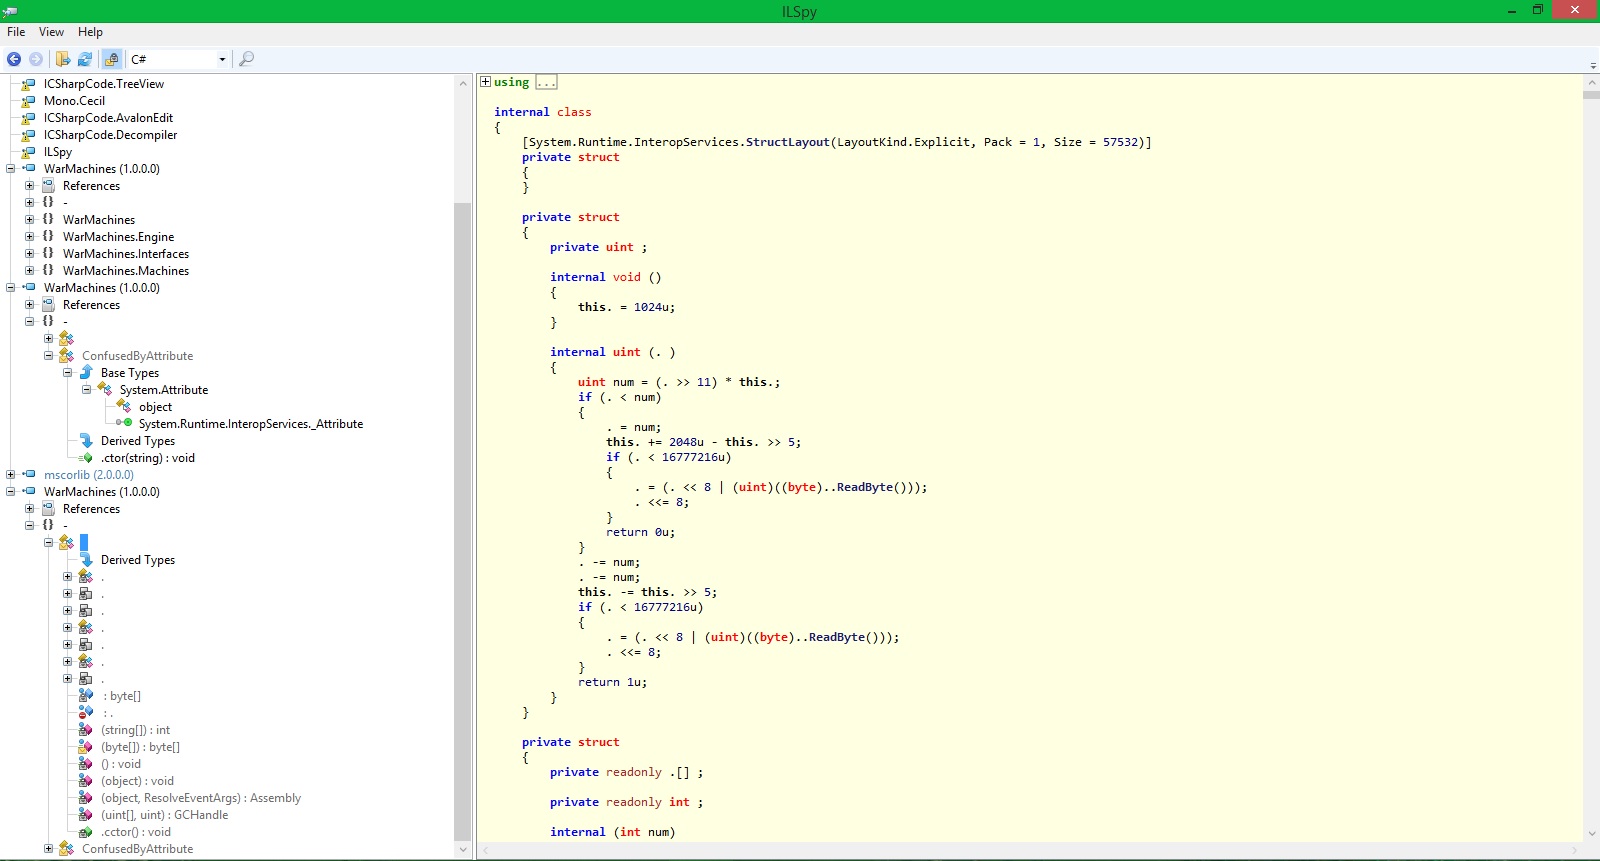 ILSpy
File View Help
C#
ICSharpCode.TreeView
Mono.Cecil
ICSharpCode.AvalonEdit
ICSharpCode.Decompiler
ILSpy
WarMachines (1.0.0.0)
References
{} -
{} WarMachines
{} WarMachines.Engine
{} WarMachines.Interfaces
{} WarMachines.Machines
WarMachines (1.0.0.0)
References
{} -
ConfusedByAttribute
Base Types
System.Attribute
object
System.Runtime.InteropServices._Attribute
Derived Types
.ctor(string) : void
mscorlib (2.0.0.0)
WarMachines (1.0.0.0)
References
{} -
Derived Types
.
.
.
.
.
.
.
: byte[]
: .
(string[]) : int
(byte[]) : byte[]
() : void
(object) : void
(object, ResolveEventArgs) : Assembly
(uint[], uint) : GCHandle
.cctor() : void
ConfusedByAttribute
using ...
internal class
{
[System.Runtime.InteropServices.StructLayout(LayoutKind.Explicit, Pack = 1, Size = 57532)]
private struct
{
}
private struct
{
private uint ;
internal void ()
{
this. = 1024u;
}
internal uint (. )
{
uint num = (. >> 11) * this.;
if (. < num)
{
. = num;
this. += 2048u - this. >> 5;
if (. < 16777216u)
{
. = (. << 8 | (uint)((byte)..ReadByte()));
. <<= 8;
}
return 0u;
}
. -= num;
. -= num;
this. -= this. >> 5;
if (. < 16777216u)
{
. = (. << 8 | (uint)((byte)..ReadByte()));
. <<= 8;
}
return 1u;
}
}
private struct
{
private readonly .[] ;
private readonly int ;
internal (int num)